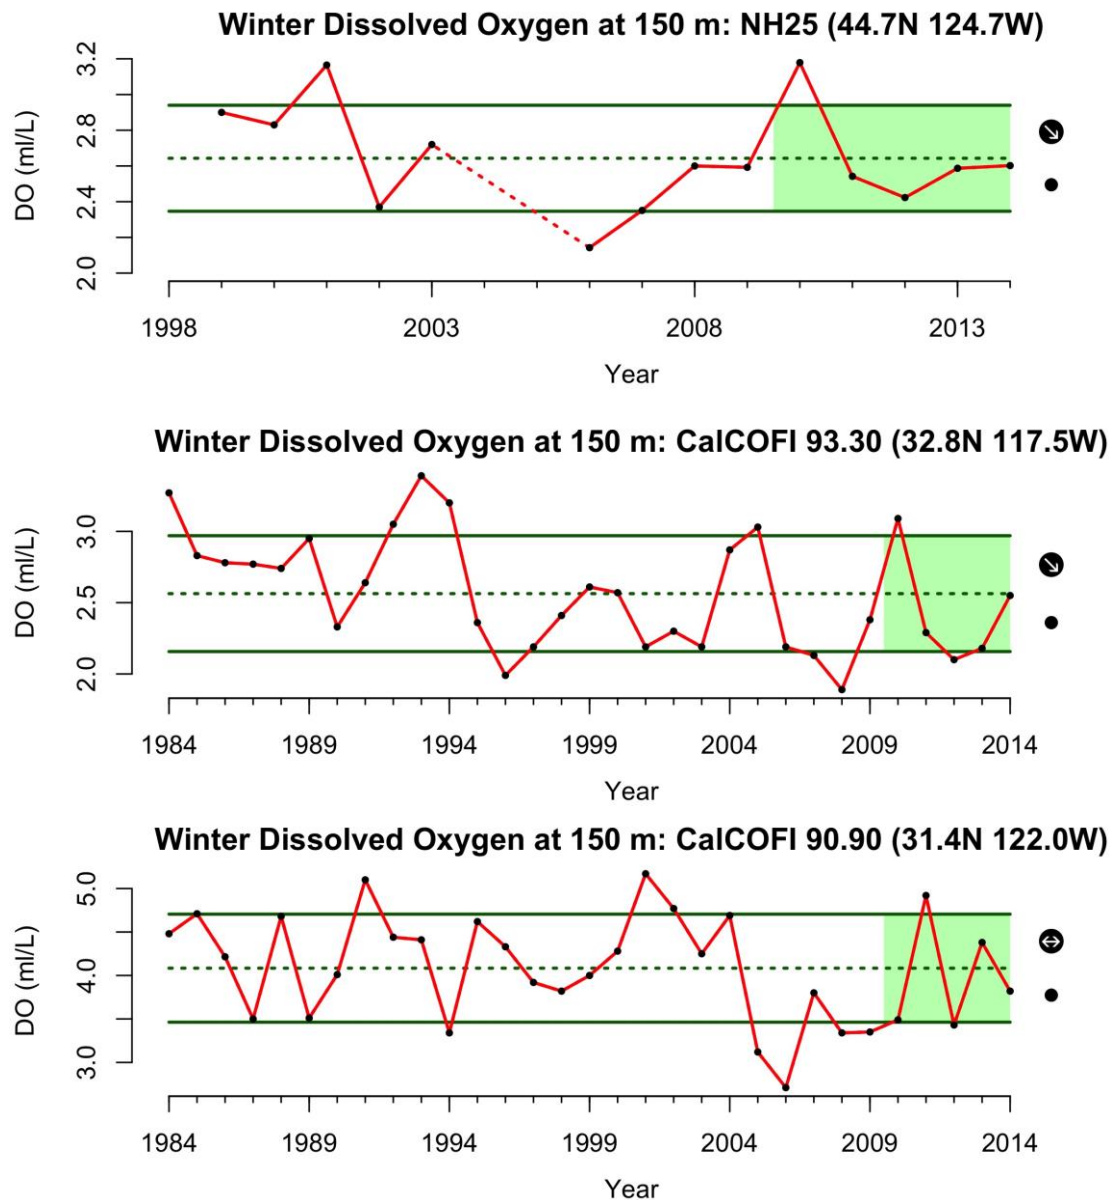 Winter Dissolved Oxygen at 150 m: NH25 (44.7N 124.7W)
3.2
2.8
2.4
2.0
DO (ml/L)
1998 2003 2008 2013
Year
Winter Dissolved Oxygen at 150 m: CalCOFI 93.30 (32.8N 117.5W)
3.0
2.5
2.0
DO (ml/L)
1984 1989 1994 1999 2004 2009 2014
Year
Winter Dissolved Oxygen at 150 m: CalCOFI 90.90 (31.4N 122.0W)
5.0
4.0
3.0
DO (ml/L)
1984 1989 1994 1999 2004 2009 2014
Year